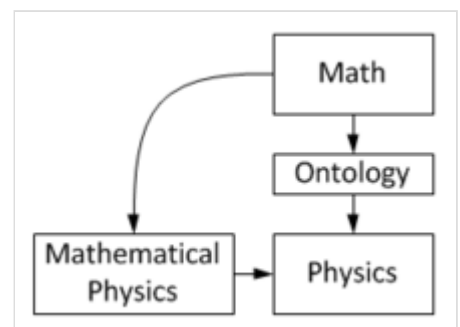 Math
Ontology
Mathematical
Physics
Physics